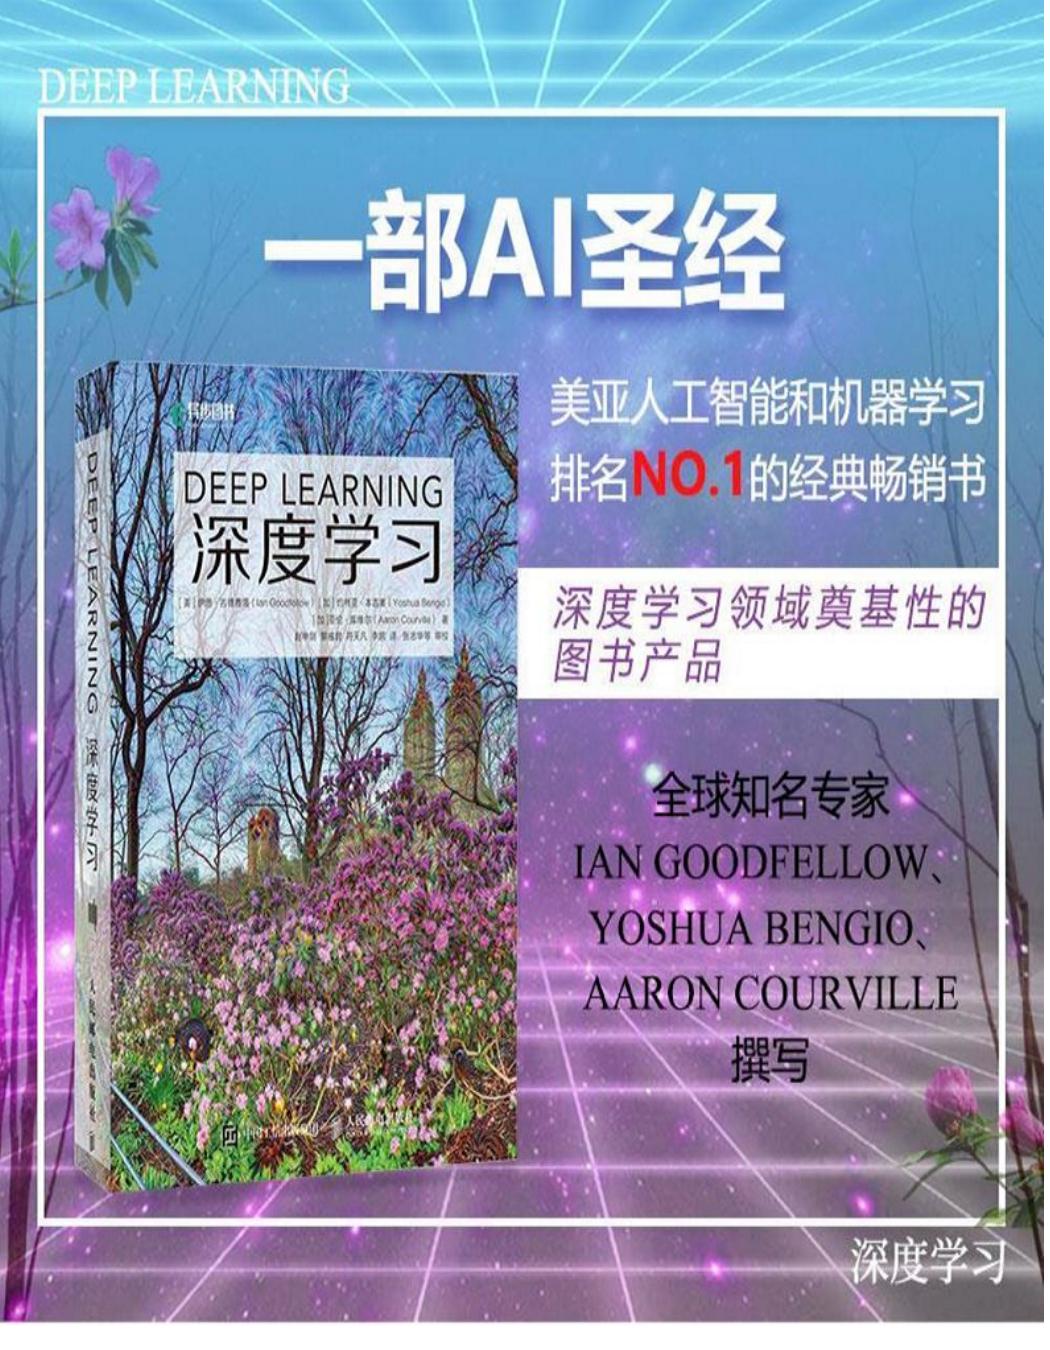 DEEP LEARNING
一部AI圣经
美亚人工智能和机器学习
排名NO.1的经典畅销书
深度学习领域奠基性的
图书产品
全球知名专家
IAN GOODFELLOW、
YOSHUA BENGIO、
AARON COURVILLE
撰写
异步图书
DEEP LEARNING
深度学习
[美] 伊恩·古德费洛 (Ian Goodfellow) [加] 约书亚·本吉奥 (Yoshua Bengio)
[加] 亚伦·库维尔 (Aaron Courville) 著
赵申剑 黎彧君 符天凡 李凯 译 张志华等 审校
DEEP LEARNING 深度学习
人民邮电出版社
深度学习